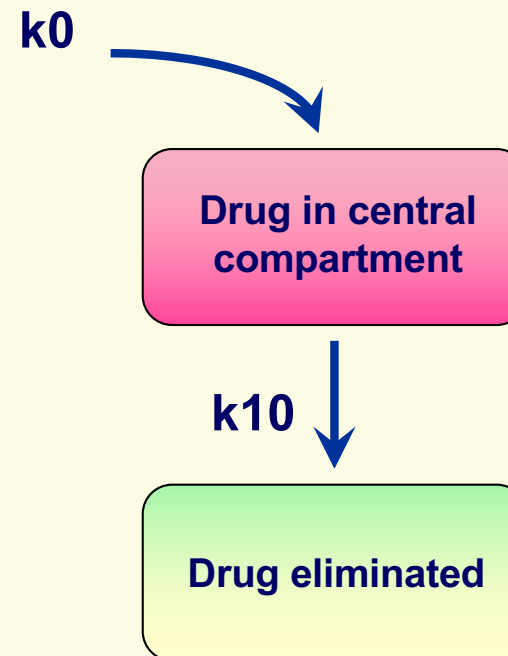 k0
Drug in central
compartment
k10
Drug eliminated